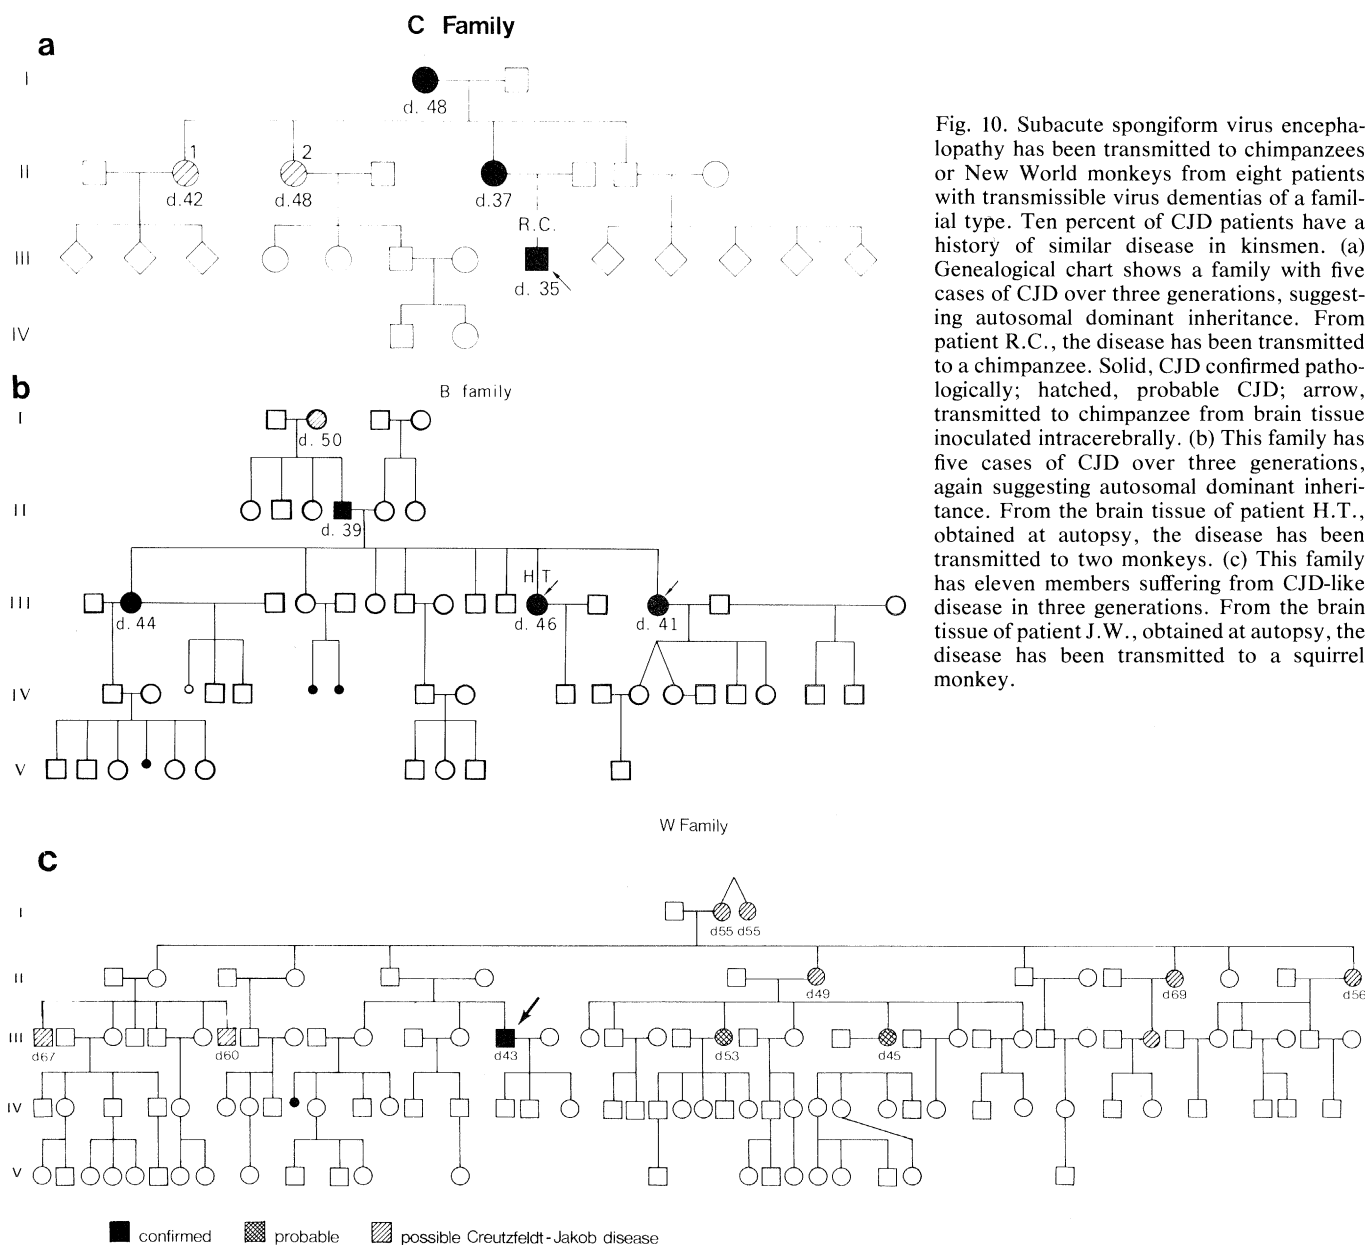 C Family
a
I
d. 48
1
2
II
d.42
d.48
d.37
R.C.
III
d. 35
IV
b
B family
I
d. 50
II
d. 39
H T
III
d. 44
d. 46
d. 41
IV
V
W Family
c
I
d55 d55
II
d49
d69
d56
III
d67
d60
d43
d53
d45
IV
V
confirmed
probable
possible Creutzfeldt-Jakob disease
Fig. 10. Subacute spongiform virus encepha-
lopathy has been transmitted to chimpanzees
or New World monkeys from eight patients
with transmissible virus dementias of a famil-
ial type. Ten percent of CJD patients have a
history of similar disease in kinsmen. (a)
Genealogical chart shows a family with five
cases of CJD over three generations, suggest-
ing autosomal dominant inheritance. From
patient R.C., the disease has been transmitted
to a chimpanzee. Solid, CJD confirmed patho-
logically; hatched, probable CJD; arrow,
transmitted to chimpanzee from brain tissue
inoculated intracerebrally. (b) This family has
five cases of CJD over three generations,
again suggesting autosomal dominant inheri-
tance. From the brain tissue of patient H.T.,
obtained at autopsy, the disease has been
transmitted to two monkeys. (c) This family
has eleven members suffering from CJD-like
disease in three generations. From the brain
tissue of patient J.W., obtained at autopsy, the
disease has been transmitted to a squirrel
monkey.